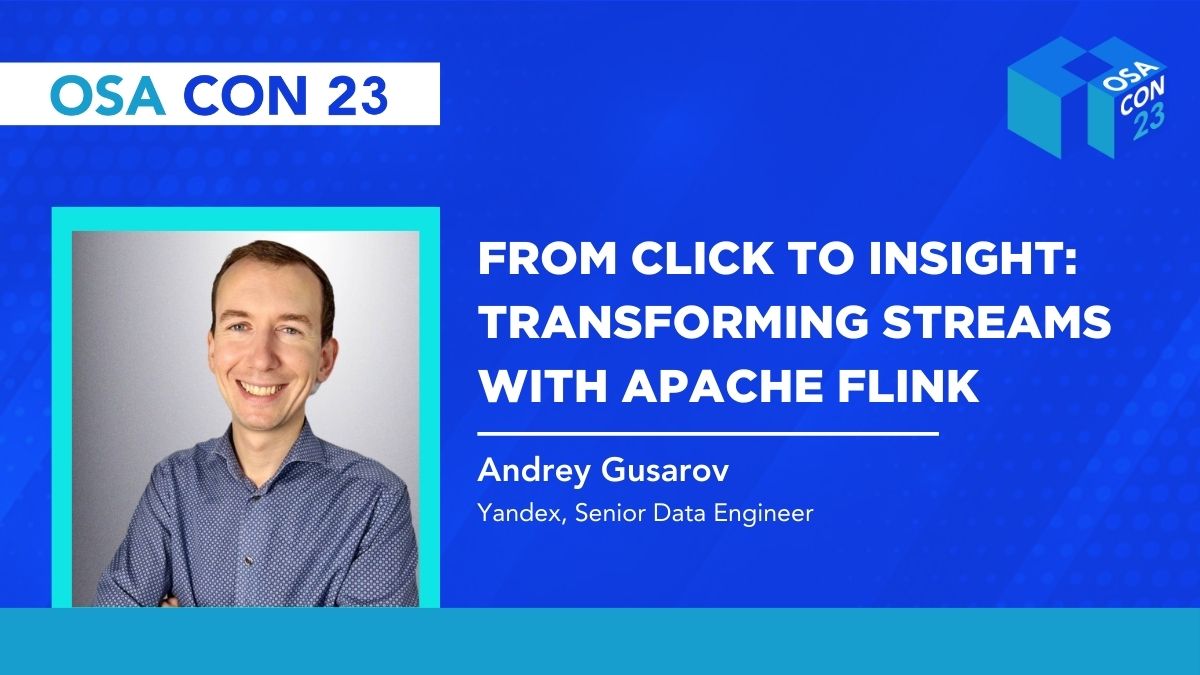 OSA CON 23
OSA
CON
23
FROM CLICK TO INSIGHT:
TRANSFORMING STREAMS
WITH APACHE FLINK
Andrey Gusarov
Yandex, Senior Data Engineer